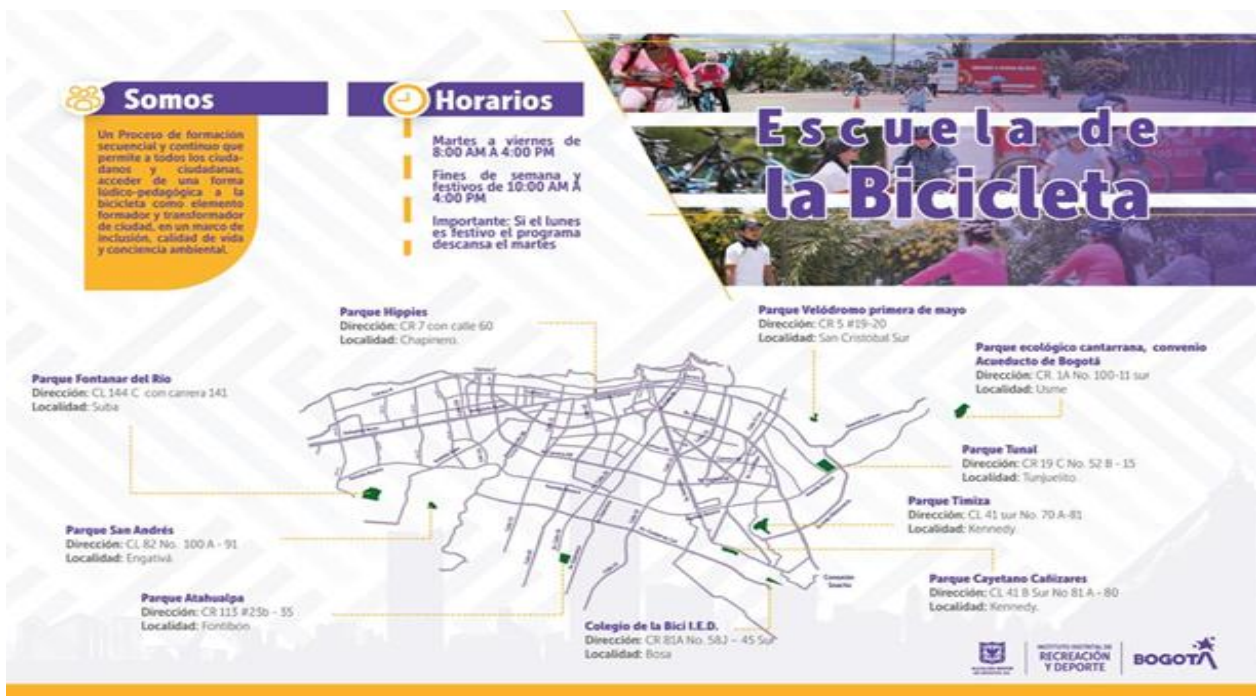 Somos
Un Proceso de formación
secuencial y continuo que
permite a todos los ciuda-
danos y ciudadanas,
acceder de una forma
lúdico-pedagógica a la
bicicleta como elemento
formador y transformador
de ciudad, en un marco de
inclusión, calidad de vida
y conciencia ambiental.
Horarios
Martes a viernes de
8:00 AM A 4:00 PM
Fines de semana y
festivos de 10:00 AM A
4:00 PM
Importante: Si el lunes
es festivo el programa
descansa el martes
Escuela de
la Bicicleta
Parque Hippies
Dirección: CR 7 con calle 60
Localidad: Chapinero.
Parque Velódromo primera de mayo
Dirección: CR 5 #19-20
Localidad: San Cristobal Sur
Parque ecológico cantarrana, convenio
Acueducto de Bogotá
Dirección: CR. 1A No. 100-11 sur
Localidad: Usme
Parque Fontanar del Río
Dirección: CL 144 C con carrera 141
Localidad: Suba
Parque Tunal
Dirección: CR 19 C No. 52 B - 15
Localidad: Tunjuelito.
Parque Timiza
Dirección: CL 41 sur No. 70 A-81
Localidad: Kennedy.
Parque San Andrés
Dirección: CL 82 No. 100 A - 91
Localidad: Engativá.
Parque Cayetano Cañizares
Dirección: CL 41 B Sur No 81 A - 80
Localidad: Kennedy.
Parque Atahualpa
Dirección: CR 113 #23b - 35
Localidad: Fontibón
Colegio de la Bici I.E.D.
Dirección: CR 81A No. 58J - 45 Sur
Localidad: Bosa
INSTITUTO DISTRITAL DE
RECREACIÓN
Y DEPORTE
BOGOTÁ